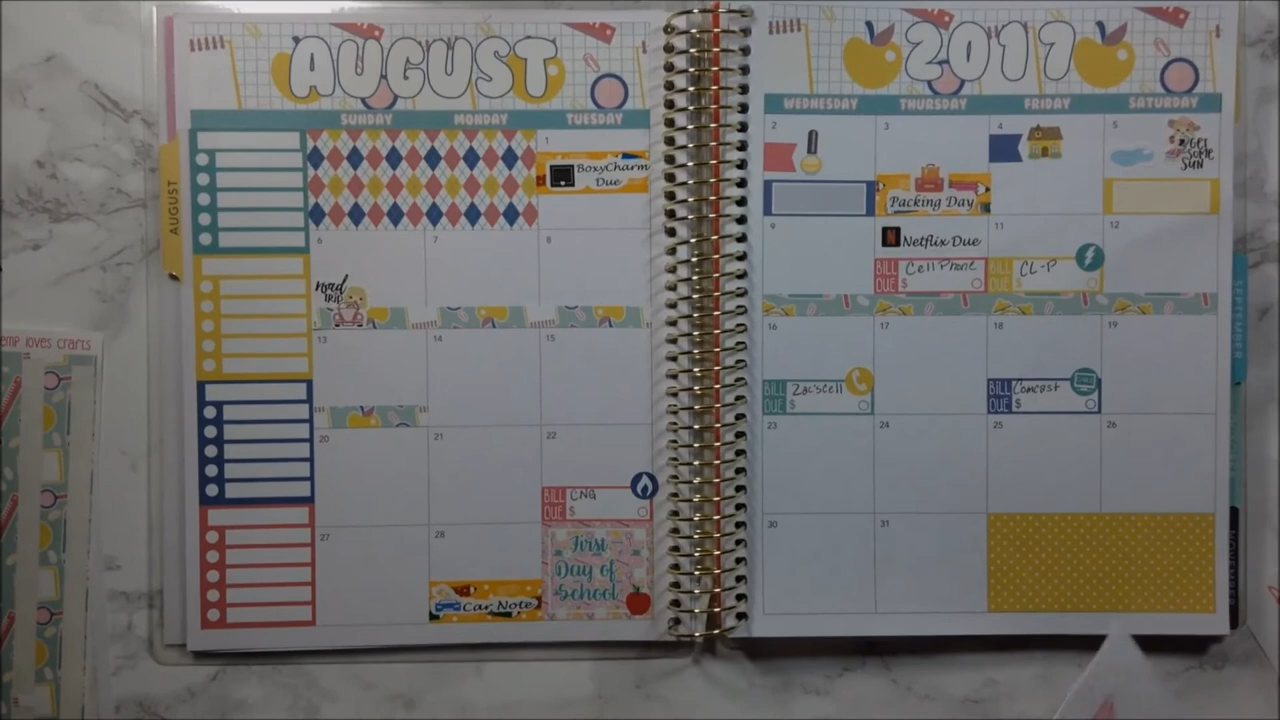 AUGUST
2017
SUNDAY MONDAY TUESDAY
WEDNESDAY THURSDAY FRIDAY SATURDAY
AUGUST
1
BoxyCharm
Due
2
3
Packing Day
4
5
GET
SOME
SUN
6
road
TRIP
7
8
9
Netflix Due
BILL
DUE
Cell Phone
$
11
BILL
DUE
CL-P
$
12
13
14
15
16
BILL
DUE
Zac's cell
$
17
18
BILL
DUE
Comcast
$
19
20
21
22
BILL
DUE
CNG
$
23
24
25
26
27
28
Car Note
First
Day of
School
30
31
SEPTEMBER
NOVEMBER
emp loves crafts